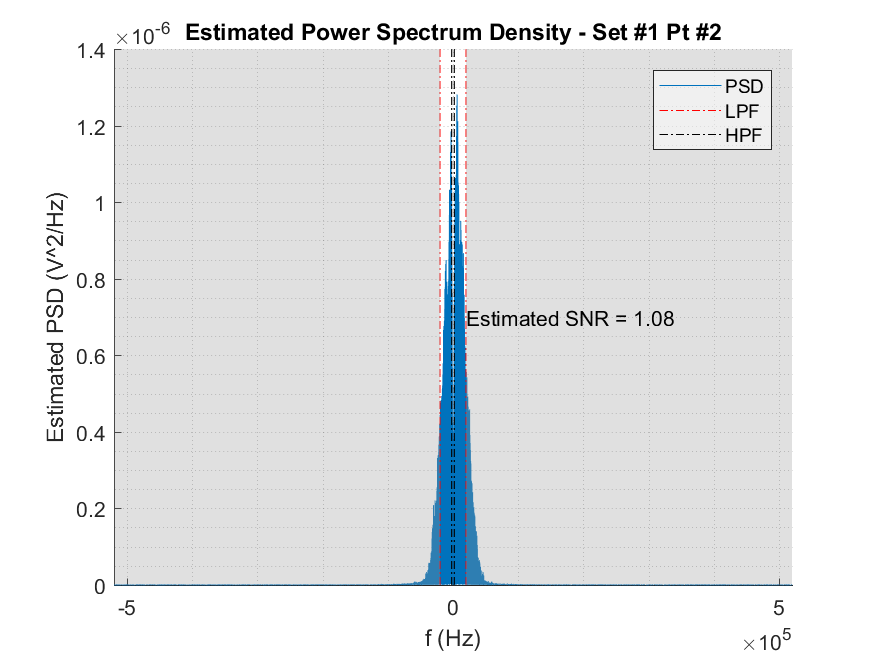 ×10^-6
Estimated Power Spectrum Density - Set #1 Pt #2
1.4
1.2
1
0.8
0.6
0.4
0.2
0
Estimated PSD (V^2/Hz)
PSD
LPF
HPF
Estimated SNR = 1.08
-5
0
5
f (Hz)
×10^5